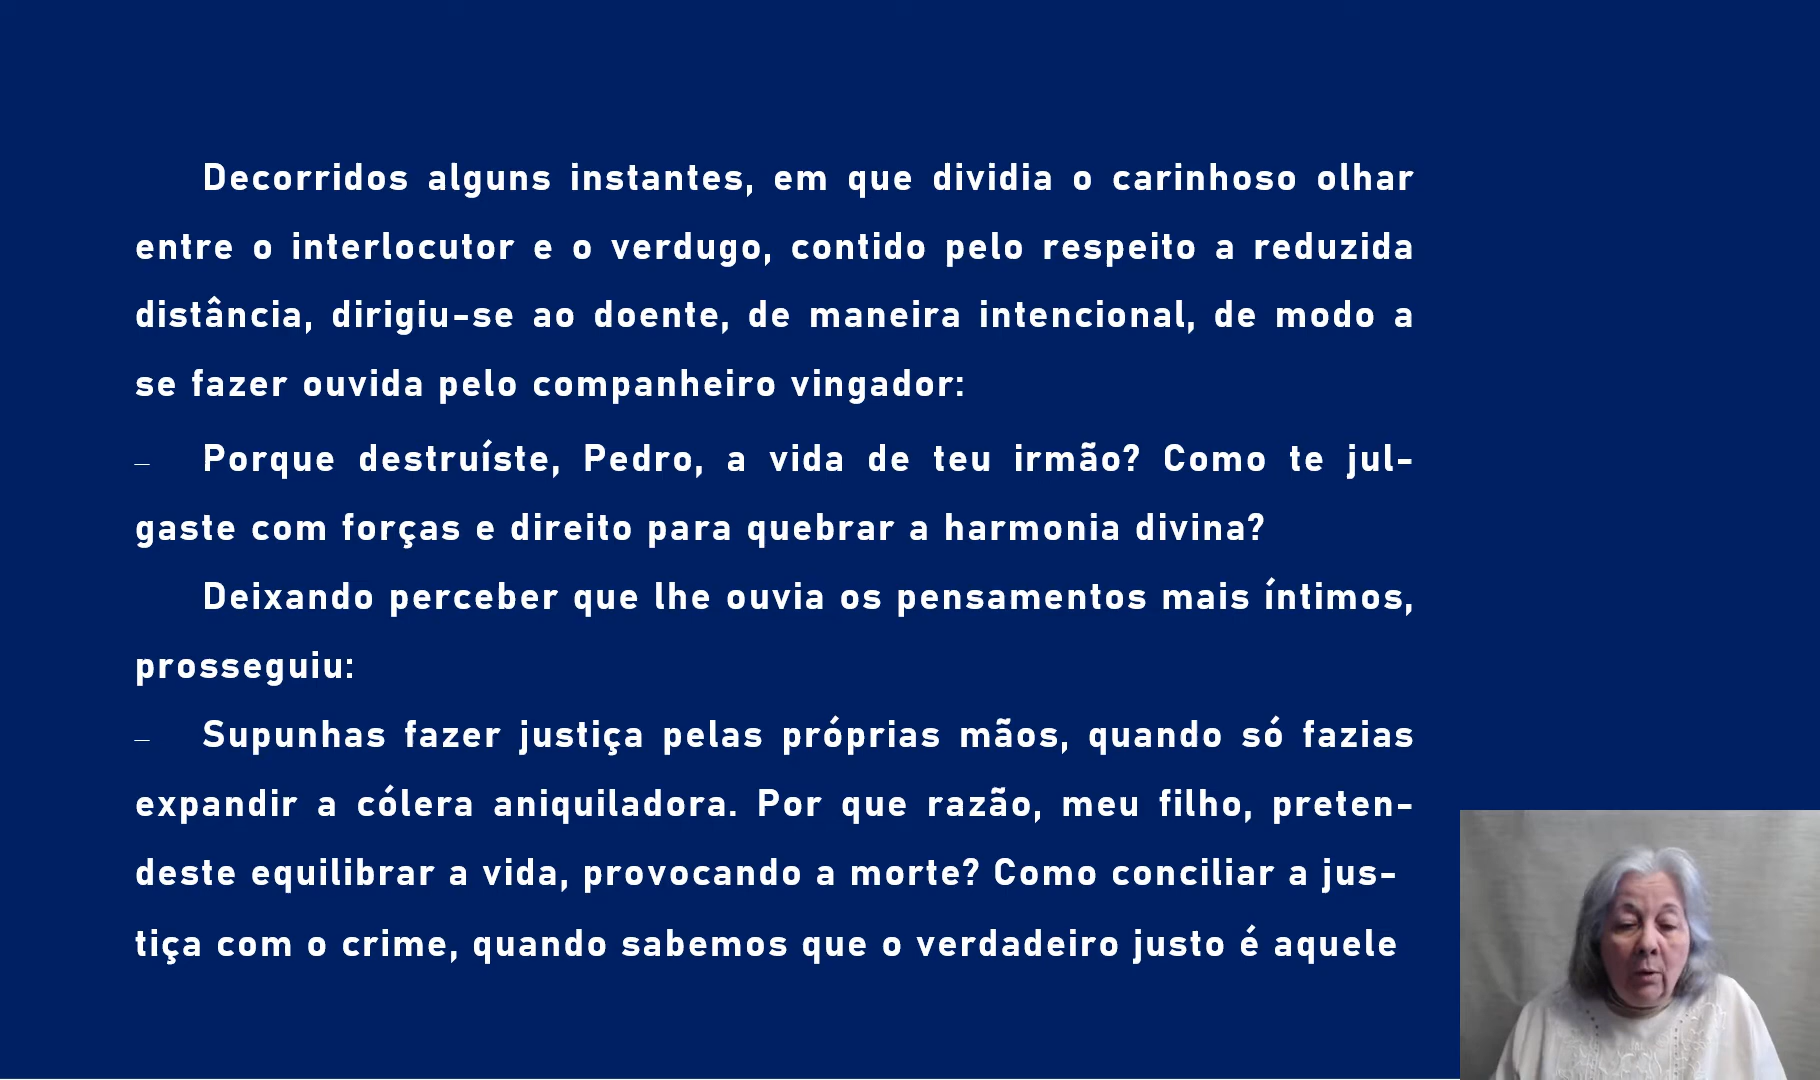 Decorridos alguns instantes, em que dividia o carinhoso olhar
entre o interlocutor e o verdugo, contido pelo respeito a reduzida
distância, dirigiu-se ao doente, de maneira intencional, de modo a
se fazer ouvida pelo companheiro vingador:
– Porque destruíste, Pedro, a vida de teu irmão? Como te jul-
gaste com forças e direito para quebrar a harmonia divina?
Deixando perceber que lhe ouvia os pensamentos mais íntimos,
prosseguiu:
– Supunhas fazer justiça pelas próprias mãos, quando só fazias
expandir a cólera aniquiladora. Por que razão, meu filho, preten-
deste equilibrar a vida, provocando a morte? Como conciliar a jus-
tiça com o crime, quando sabemos que o verdadeiro justo é aquele